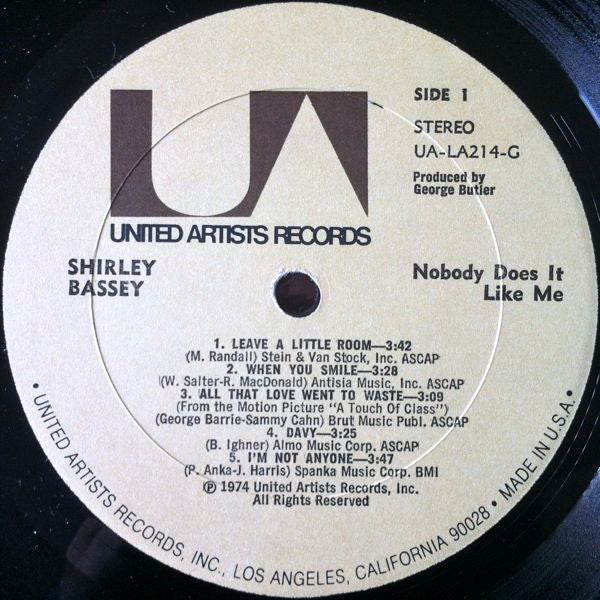 UA
UNITED ARTISTS RECORDS
SIDE 1
STEREO
UA-LA214-G
Produced by
George Butler
SHIRLEY
BASSEY
Nobody Does It
Like Me
1. LEAVE A LITTLE ROOM—3:42
(M. Randall) Stein & Van Stock, Inc. ASCAP
2. WHEN YOU SMILE—3:28
(W. Salter-R. MacDonald) Antisia Music, Inc. ASCAP
3. ALL THAT LOVE WENT TO WASTE—3:09
(From the Motion Picture "A Touch Of Class")
(George Barrie-Sammy Cahn) Brut Music Publ. ASCAP
4. DAVY—3:25
(B. Ighner) Almo Music Corp. ASCAP
5. I'M NOT ANYONE—3:47
(P. Anka-J. Harris) Spanka Music Corp. BMI
℗ 1974 United Artists Records, Inc.
All Rights Reserved
• UNITED ARTISTS RECORDS, INC., LOS ANGELES, CALIFORNIA 90028 • MADE IN U.S.A. •